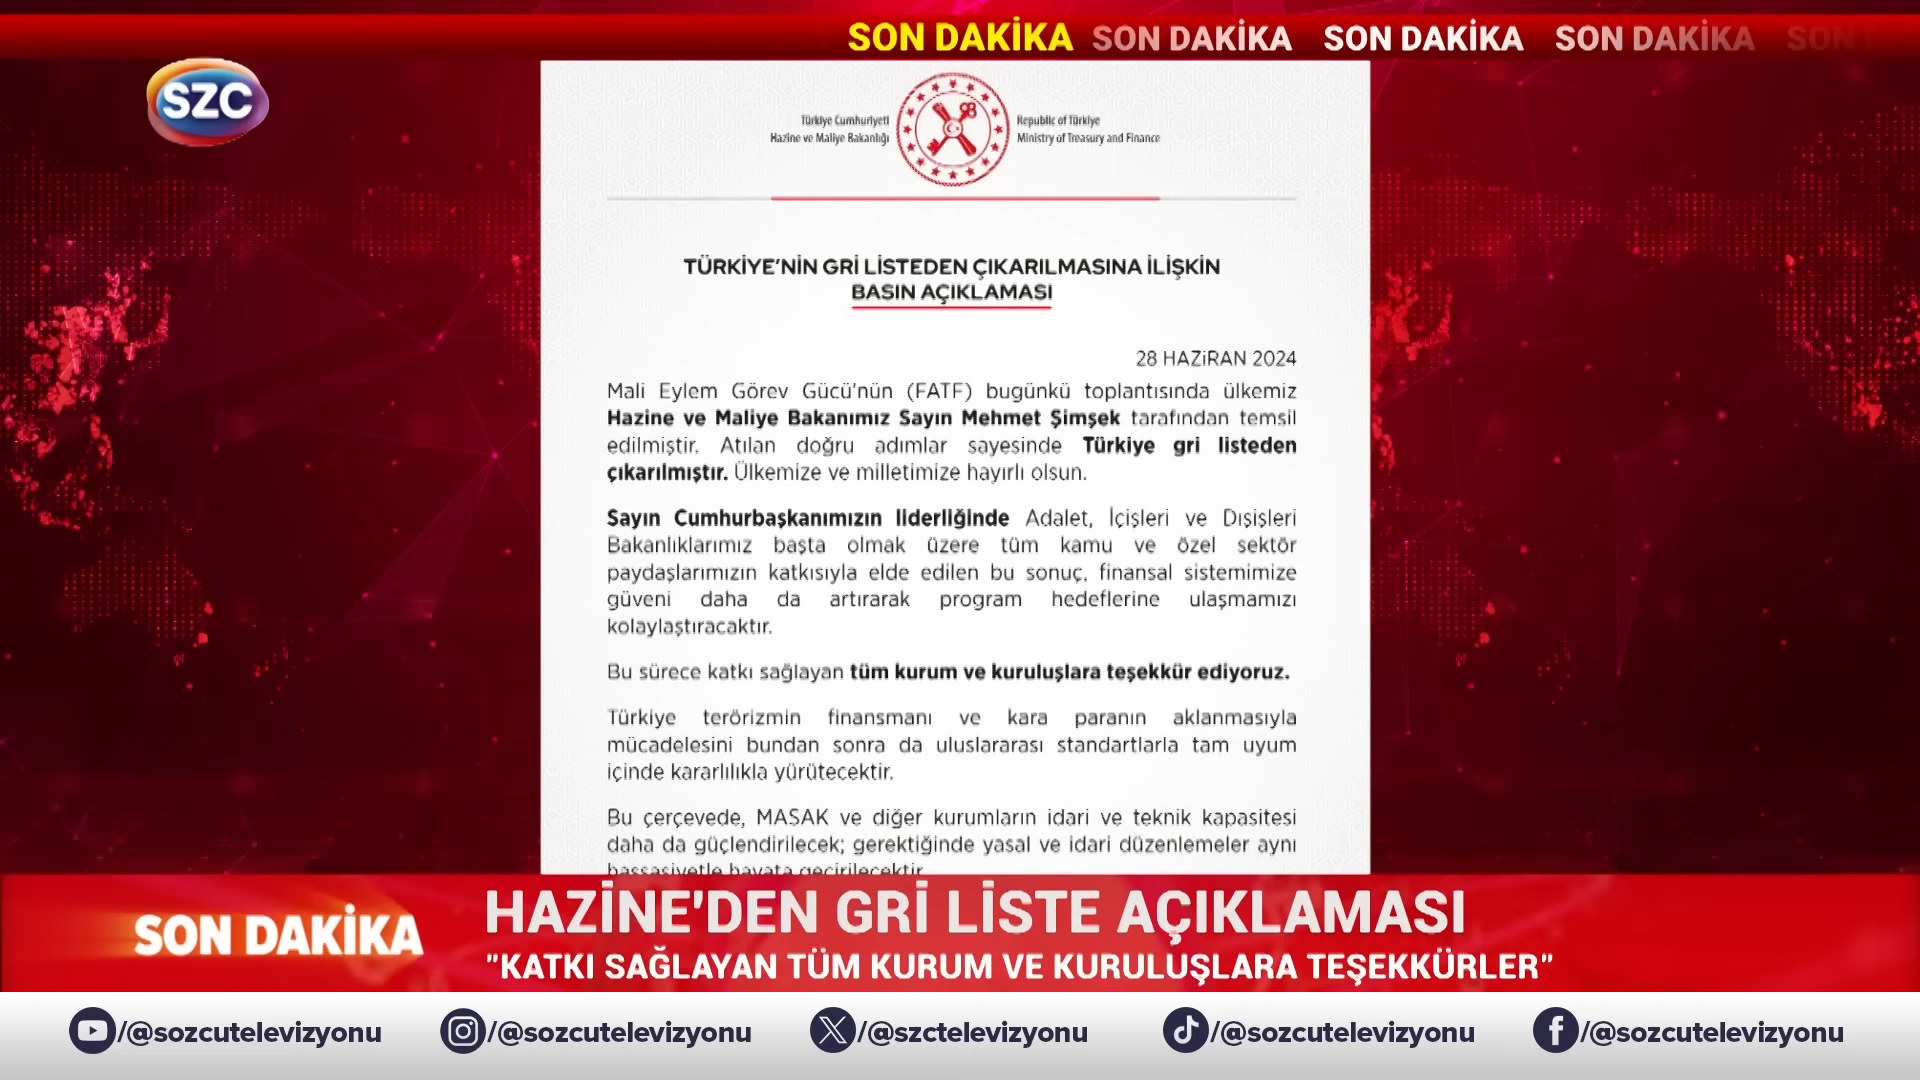 SON DAKİKA SON DAKİKA SON DAKİKA SON DAKİKA SON
SZC
Türkiye Cumhuriyeti
Hazine ve Maliye Bakanlığı
Republic of Türkiye
Ministry of Treasury and Finance
TÜRKİYE'NİN GRİ LİSTEDEN ÇIKARILMASINA İLİŞKİN
BASIN AÇIKLAMASI
28 HAZiRAN 2024
Mali Eylem Görev Gücü'nün (FATF) bugünkü toplantısında ülkemiz
Hazine ve Maliye Bakanımız Sayın Mehmet Şimşek tarafından temsil
edilmiştir. Atılan doğru adımlar sayesinde Türkiye gri listeden
çıkarılmıştır. Ülkemize ve milletimize hayırlı olsun.
Sayın Cumhurbaşkanımızın liderliğinde Adalet, İçişleri ve Dışişleri
Bakanlıklarımız başta olmak üzere tüm kamu ve özel sektör
paydaşlarımızın katkısıyla elde edilen bu sonuç, finansal sistemimize
güveni daha da artırarak program hedeflerine ulaşmamızı
kolaylaştıracaktır.
Bu sürece katkı sağlayan tüm kurum ve kuruluşlara teşekkür ediyoruz.
Türkiye terörizmin finansmanı ve kara paranın aklanmasıyla
mücadelesini bundan sonra da uluslararası standartlarla tam uyum
içinde kararlılıkla yürütecektir.
Bu çerçevede, MASAK ve diğer kurumların idari ve teknik kapasitesi
daha da güçlendirilecek; gerektiğinde yasal ve idari düzenlemeler aynı
hassasiyetle hayata geçirilecektir.
SON DAKİKA
HAZİNE'DEN GRİ LİSTE AÇIKLAMASI
"KATKI SAĞLAYAN TÜM KURUM VE KURULUŞLARA TEŞEKKÜRLER"
/@sozcutelevizyonu /@sozcutelevizyonu /@szctelevizyonu /@sozcutelevizyonu /@sozcutelevizyonu